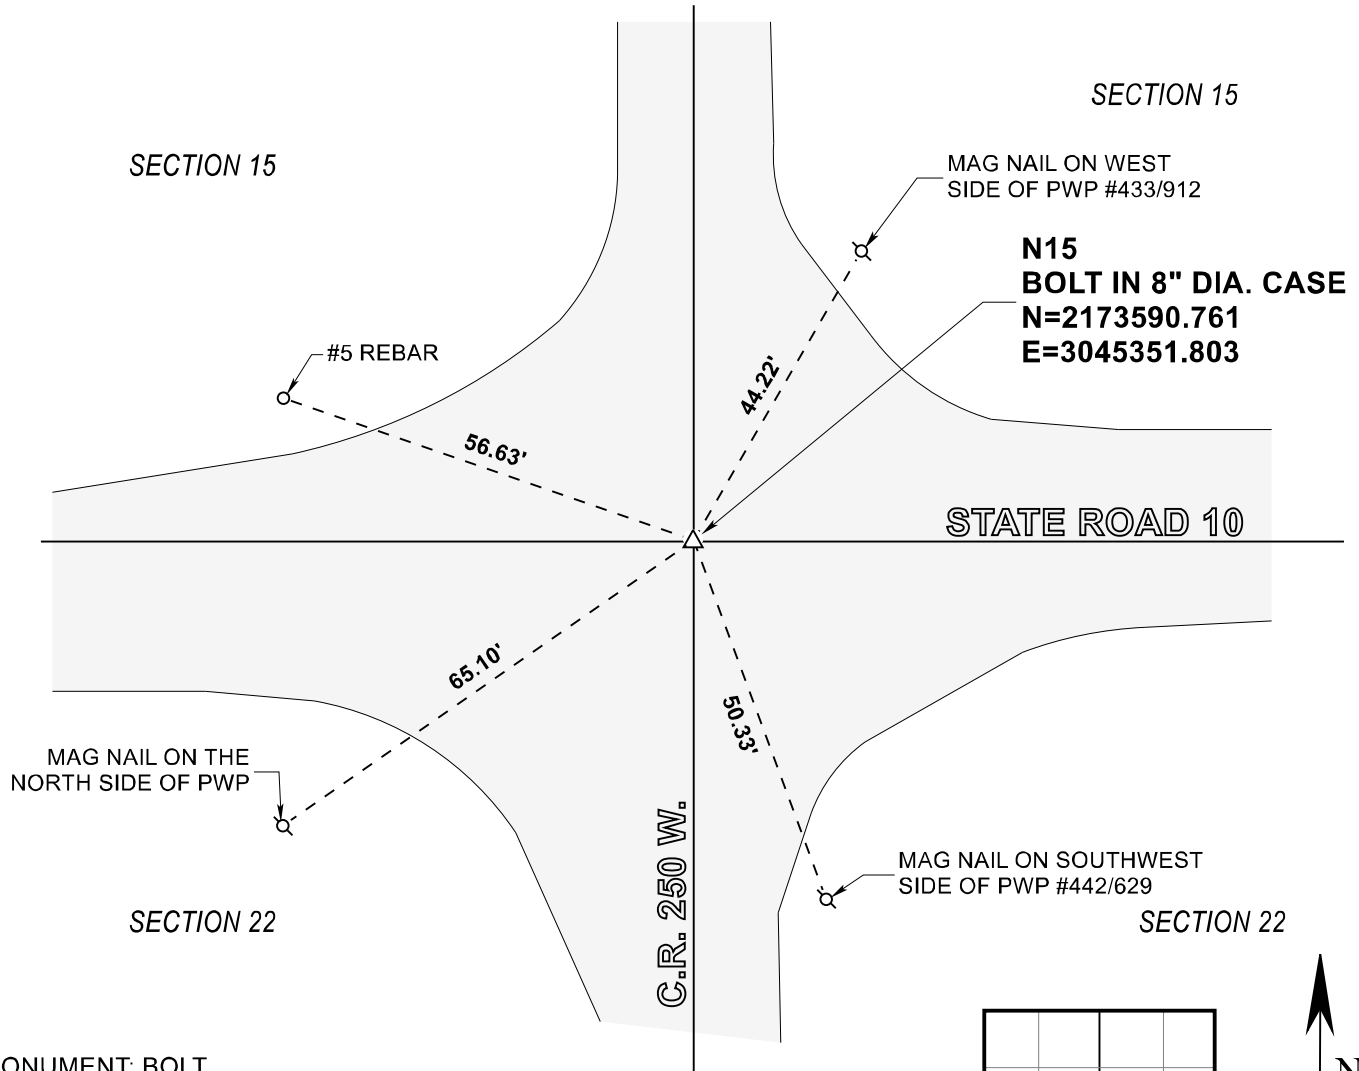 SECTION 15
SECTION 15
MAG NAIL ON WEST
SIDE OF PWP #433/912
N15
BOLT IN 8" DIA. CASE
N=2173590.761
E=3045351.803
#5 REBAR
44.22'
56.63'
STATE ROAD 10
65.10'
50.33'
MAG NAIL ON THE
NORTH SIDE OF PWP
C.R. 250 W.
MAG NAIL ON SOUTHWEST
SIDE OF PWP #442/629
SECTION 22
SECTION 22
ONUMENT: BOLT
N